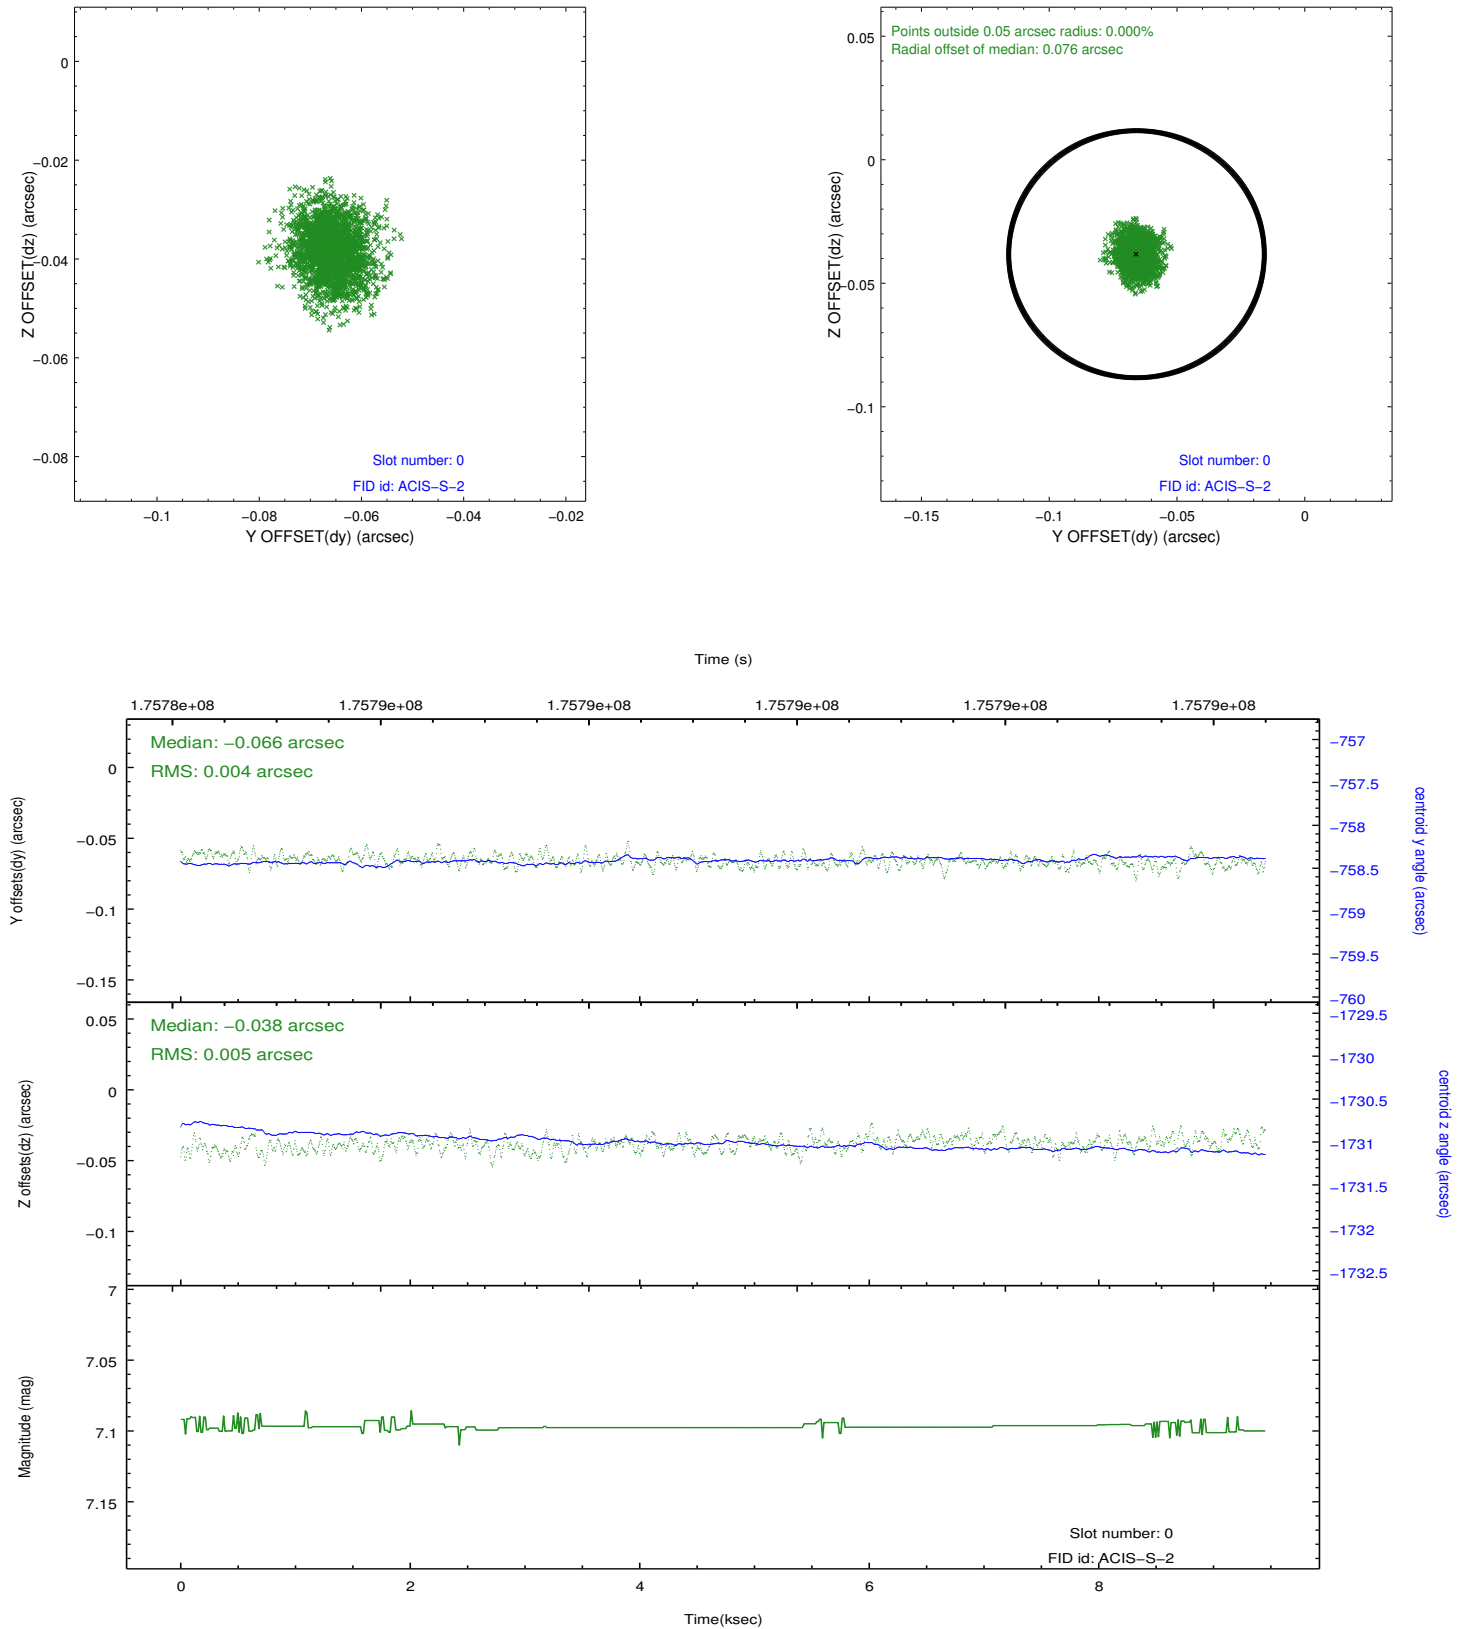 0
−0.02
−0.04
−0.06
−0.08
Z OFFSET(dz) (arcsec)
Slot number: 0
FID id: ACIS−S−2
−0.1
−0.08
−0.06
−0.04
−0.02
Y OFFSET(dy) (arcsec)
Points outside 0.05 arcsec radius: 0.000%
Radial offset of median: 0.076 arcsec
0.05
0
−0.05
−0.1
Z OFFSET(dz) (arcsec)
Slot number: 0
FID id: ACIS−S−2
−0.15
−0.1
−0.05
0
Y OFFSET(dy) (arcsec)
Time (s)
1.7578e+08
1.7579e+08
1.7579e+08
1.7579e+08
1.7579e+08
1.7579e+08
Median: −0.066 arcsec
RMS: 0.004 arcsec
0
−0.05
−0.1
−0.15
Y offsets(dy) (arcsec)
−757
−757.5
−758
−758.5
−759
−759.5
−760
centroid y angle (arcsec)
Median: −0.038 arcsec
RMS: 0.005 arcsec
0.05
0
−0.05
−0.1
Z offsets(dz) (arcsec)
−1729.5
−1730
−1730.5
−1731
−1731.5
−1732
−1732.5
centroid z angle (arcsec)
7
7.05
7.1
7.15
Magnitude (mag)
Slot number: 0
FID id: ACIS−S−2
0
2
4
6
8
Time(ksec)